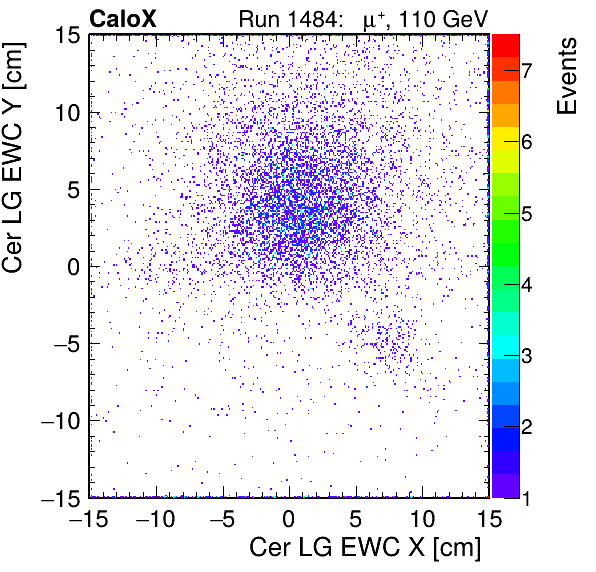 CaloX Run 1484: μ+, 110 GeV
Cer LG EWC Y [cm]
15
10
5
0
−5
−10
−15
−15 −10 −5 0 5 10 15
Cer LG EWC X [cm]
Events
7
6
5
4
3
2
1